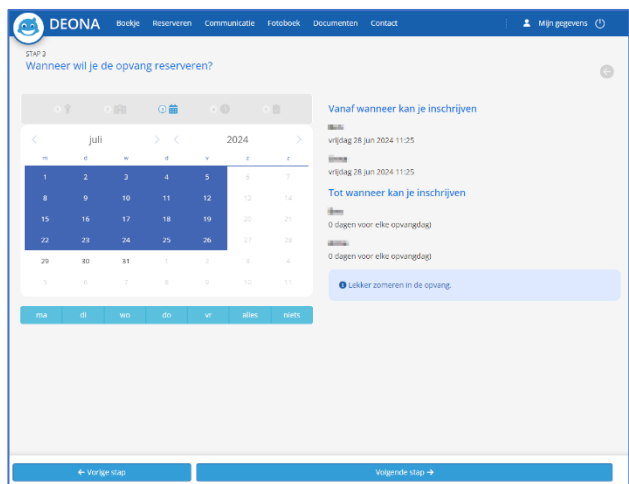 DEONA Boekje Reserveren Communicatie Fotoboek Documenten Contact Mijn gegevens
STAP 3
Wanneer wil je de opvang reserveren?
juli 2024
m d w d v z z
1 2 3 4 5 6 7
8 9 10 11 12 13 14
15 16 17 18 19 20 21
22 23 24 25 26 27 28
29 30 31 1 2 3 4
5 6 7 8 9 10 11
ma di wo do vr alles niets
Vanaf wanneer kan je inschrijven
vrijdag 28 jun 2024 11:25
vrijdag 28 jun 2024 11:25
Tot wanneer kan je inschrijven
0 dagen voor elke opvangdag)
0 dagen voor elke opvangdag)
Lekker zomeren in de opvang.
← Vorige stap
Volgende stap →